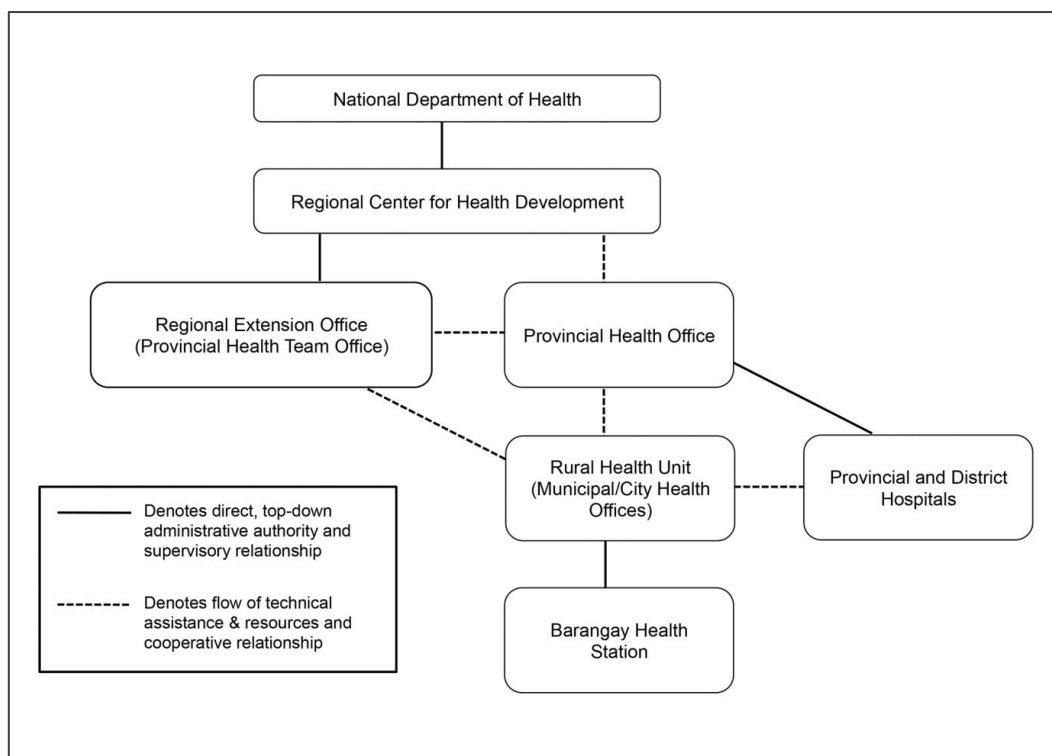 National Department of Health
Regional Center for Health Development
Regional Extension Office
(Provincial Health Team Office)
Provincial Health Office
Rural Health Unit
(Municipal/City Health
Offices)
Provincial and District
Hospitals
Barangay Health
Station
Denotes direct, top-down
administrative authority and
supervisory relationship
Denotes flow of technical
assistance & resources and
cooperative relationship